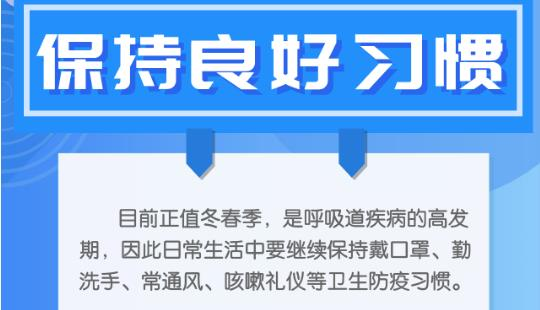 保持良好习惯
目前正值冬春季，是呼吸道疾病的高发
期，因此日常生活中要继续保持戴口罩、勤
洗手、常通风、咳嗽礼仪等卫生防疫习惯。